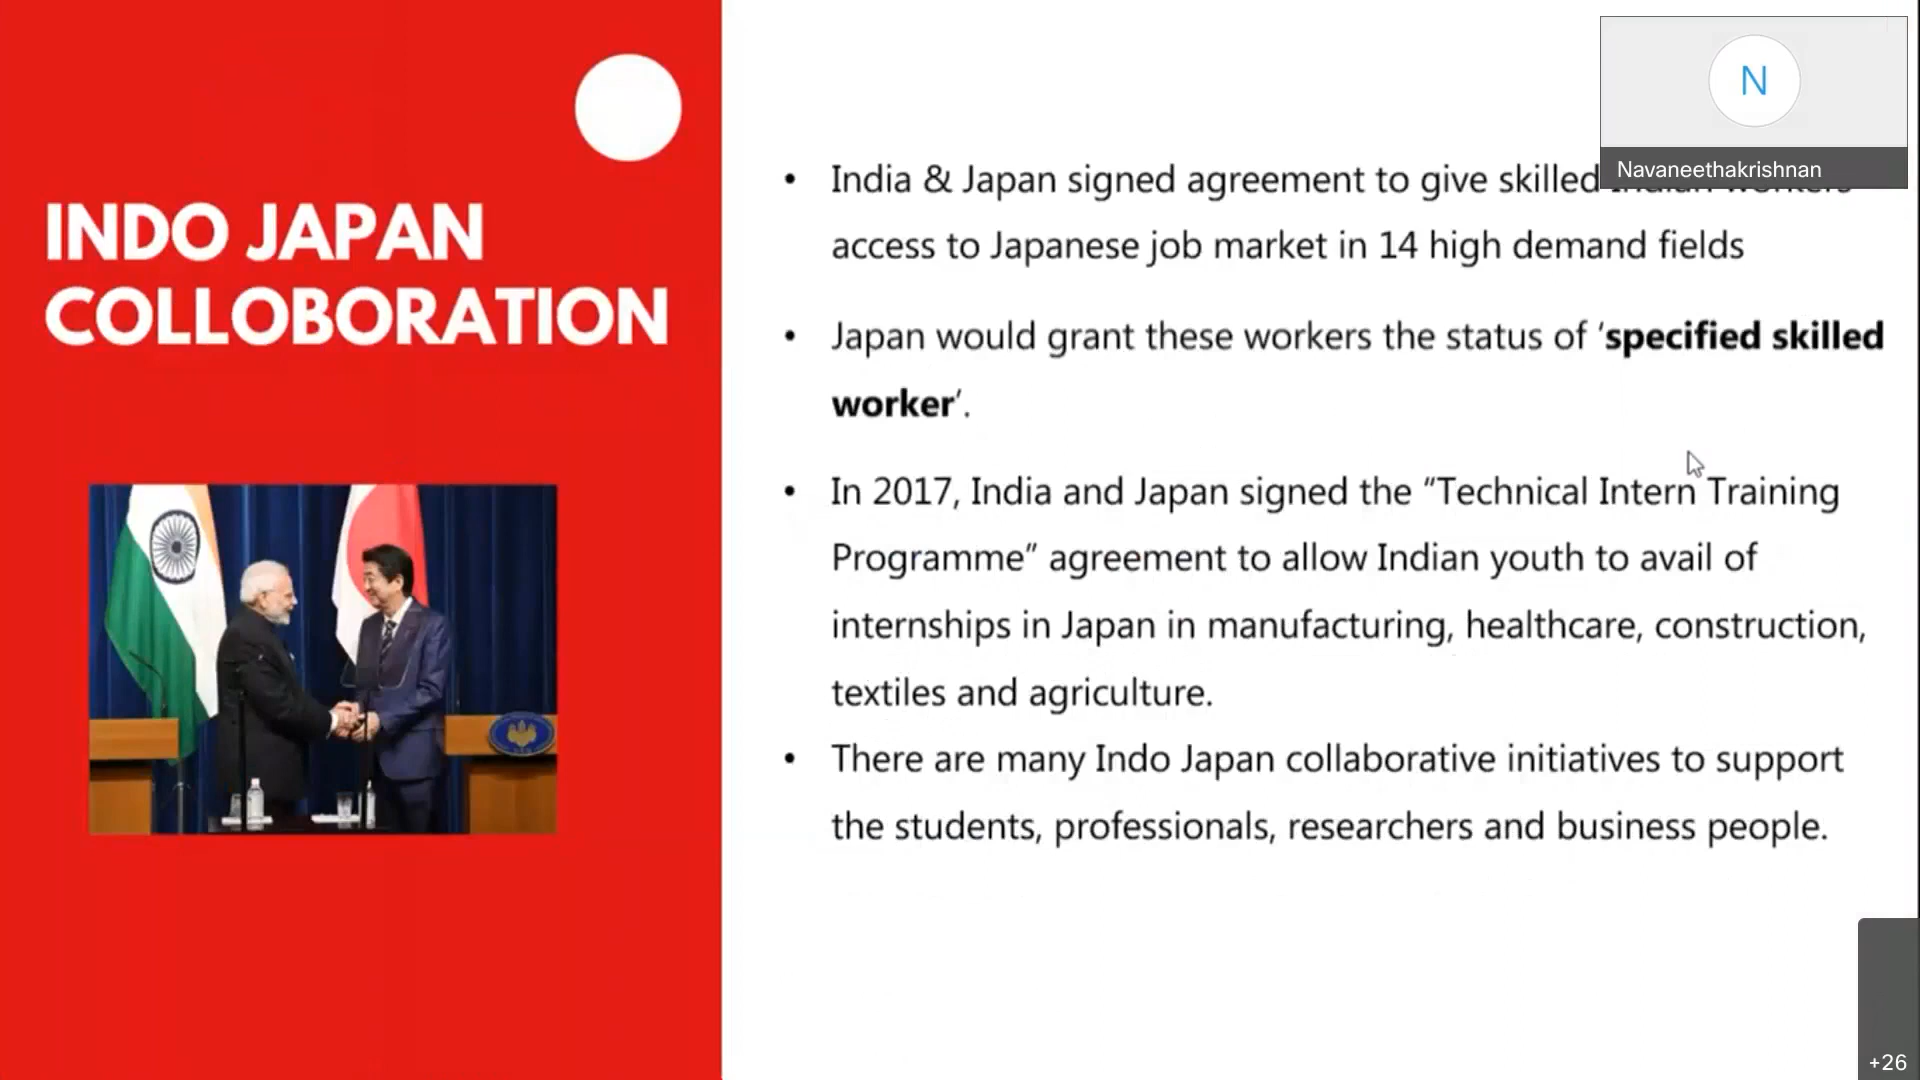 INDO JAPAN
COLLOBORATION
N
Navaneethakrishnan
• India & Japan signed agreement to give skilled Indian workers
access to Japanese job market in 14 high demand fields
• Japan would grant these workers the status of ‘specified skilled
worker’.
• In 2017, India and Japan signed the “Technical Intern Training
Programme” agreement to allow Indian youth to avail of
internships in Japan in manufacturing, healthcare, construction,
textiles and agriculture.
• There are many Indo Japan collaborative initiatives to support
the students, professionals, researchers and business people.
+26